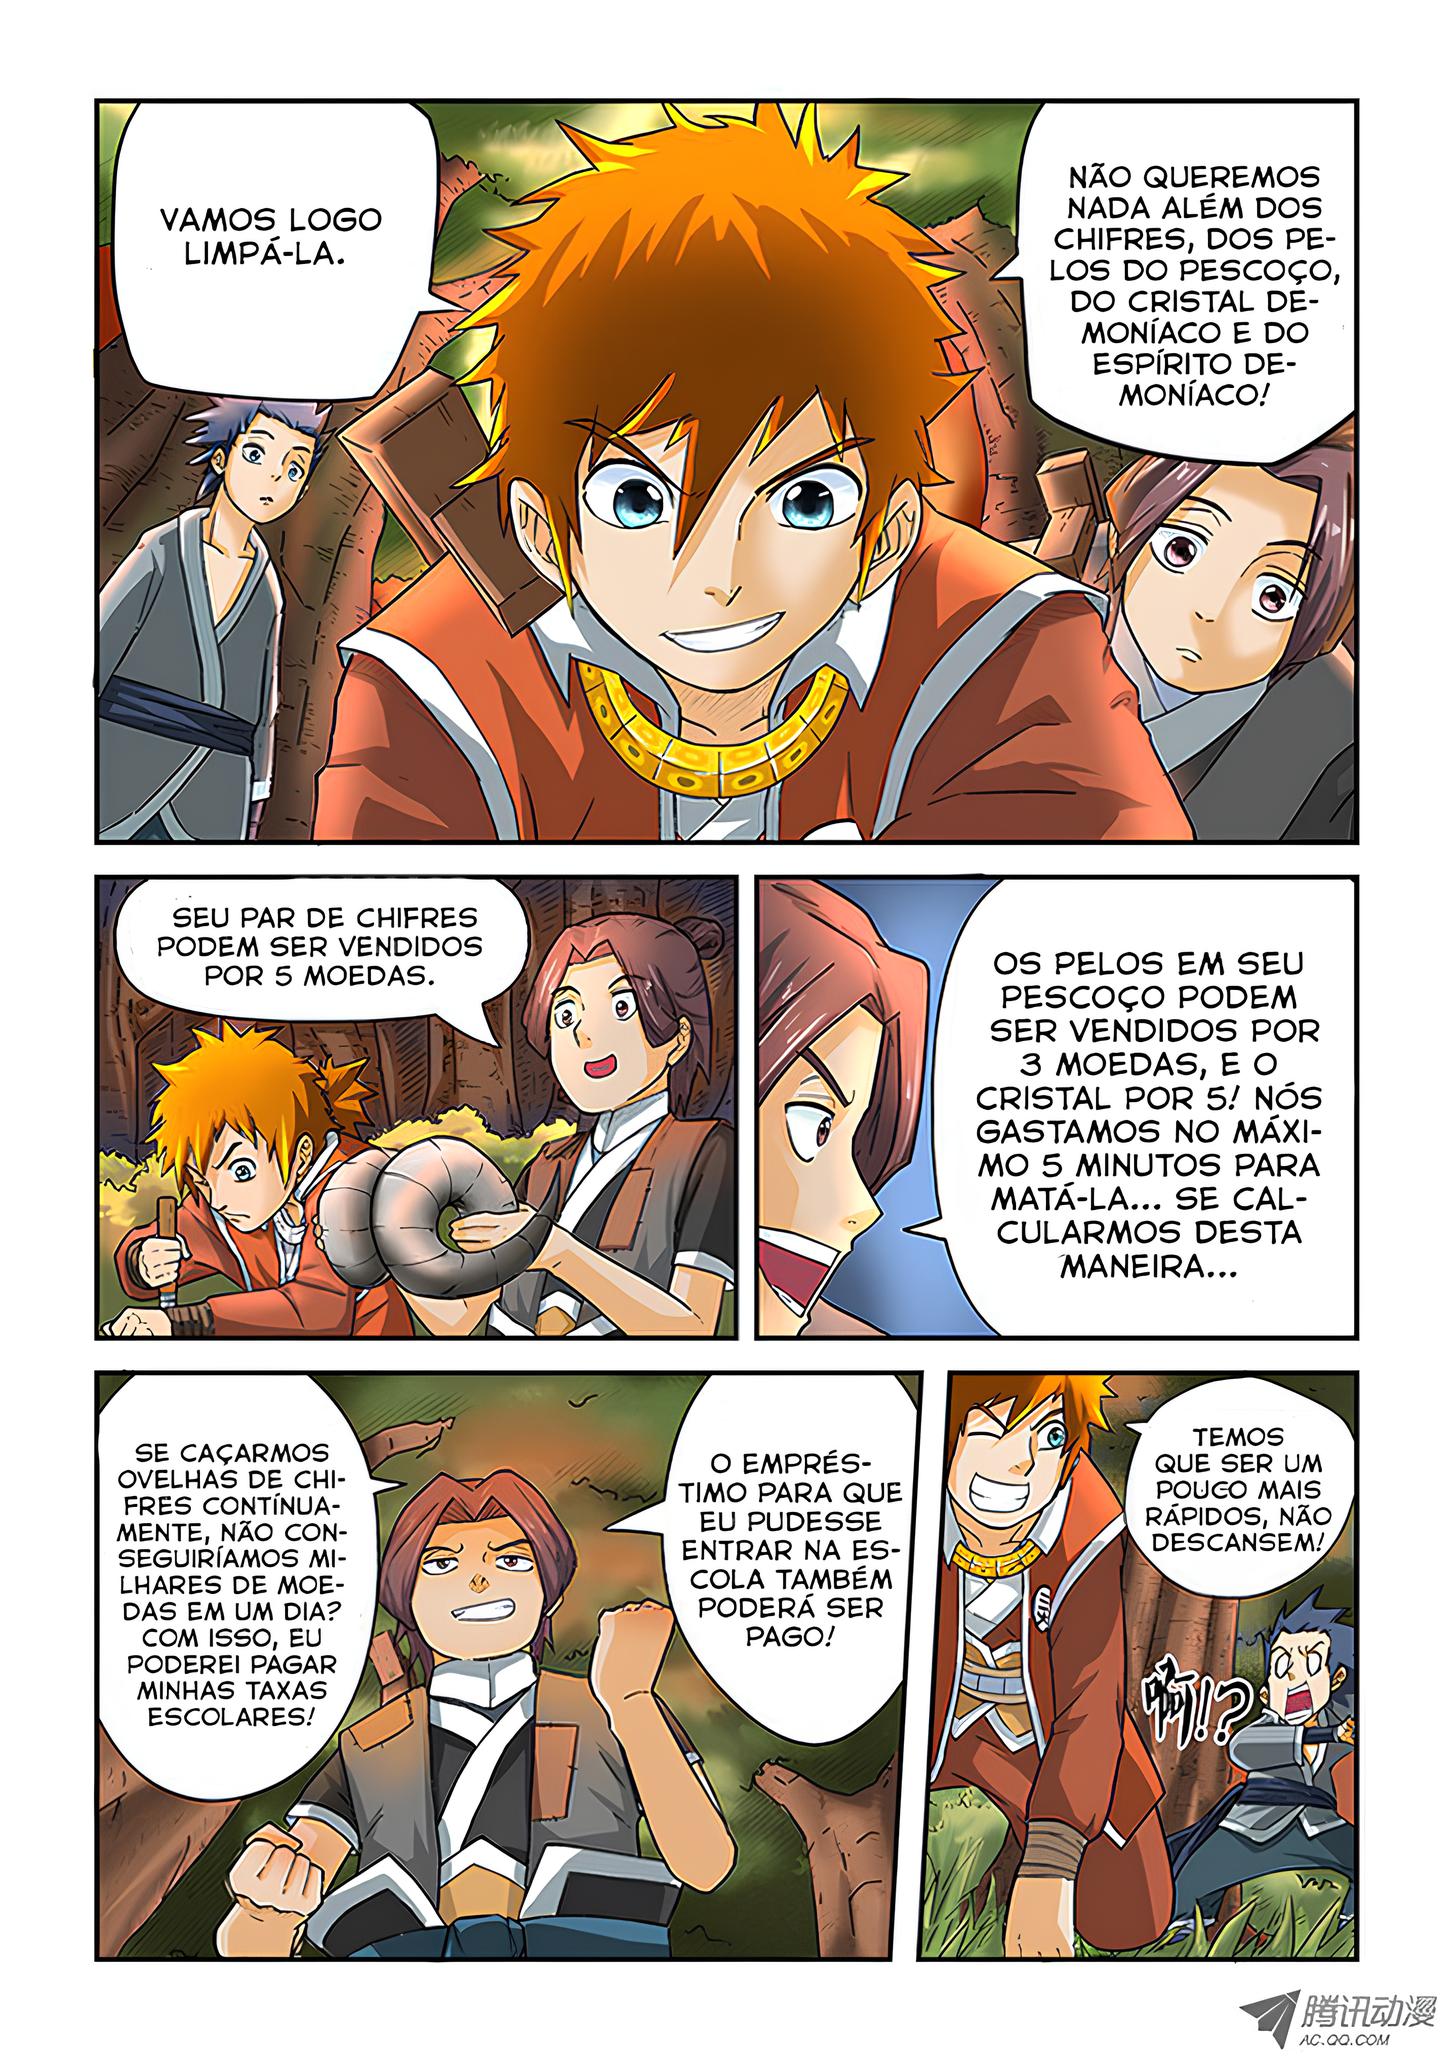 VAMOS LOGO
LIMPÁ-LA.
NÃO QUEREMOS
NADA ALÉM DOS
CHIFRES, DOS PE-
LOS DO PESCOÇO,
DO CRISTAL DE-
MONÍACO E DO
ESPÍRITO DE-
MONÍACO!
SEU PAR DE CHIFRES
PODEM SER VENDIDOS
POR 5 MOEDAS.
OS PELOS EM SEU
PESCOÇO PODEM
SER VENDIDOS POR
3 MOEDAS, E O
CRISTAL POR 5! NÓS
GASTAMOS NO MÁXI-
MO 5 MINUTOS PARA
MATÁ-LA... SE CAL-
CULARMOS DESTA
MANEIRA...
SE CAÇARMOS
OVELHAS DE CHI-
FRES CONTÍNUA-
MENTE, NÃO CON-
SEGUIRÍAMOS MI-
LHARES DE MOE-
DAS EM UM DIA?
COM ISSO, EU
PODEREI PAGAR
MINHAS TAXAS
ESCOLARES!
O EMPRÉS-
TIMO PARA QUE
EU PUDESSE
ENTRAR NA ES-
COLA TAMBÉM
PODERÁ SER
PAGO!
TEMOS
QUE SER UM
POUCO MAIS
RÁPIDOS, NÃO
DESCANSEM!
啊!?
腾讯动漫
AC.QQ.COM